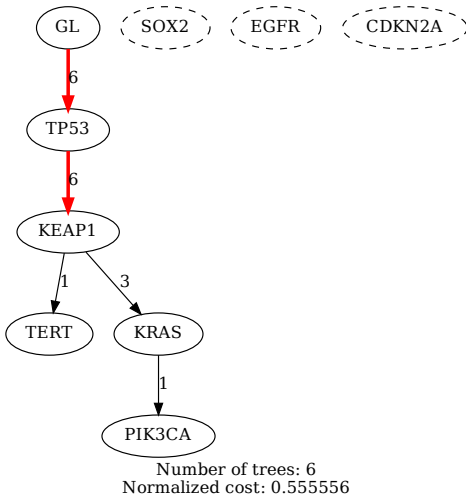 GL SOX2 EGFR CDKN2A
6
TP53
6
KEAP1
1 3
TERT KRAS
1
PIK3CA
Number of trees: 6
Normalized cost: 0.555556